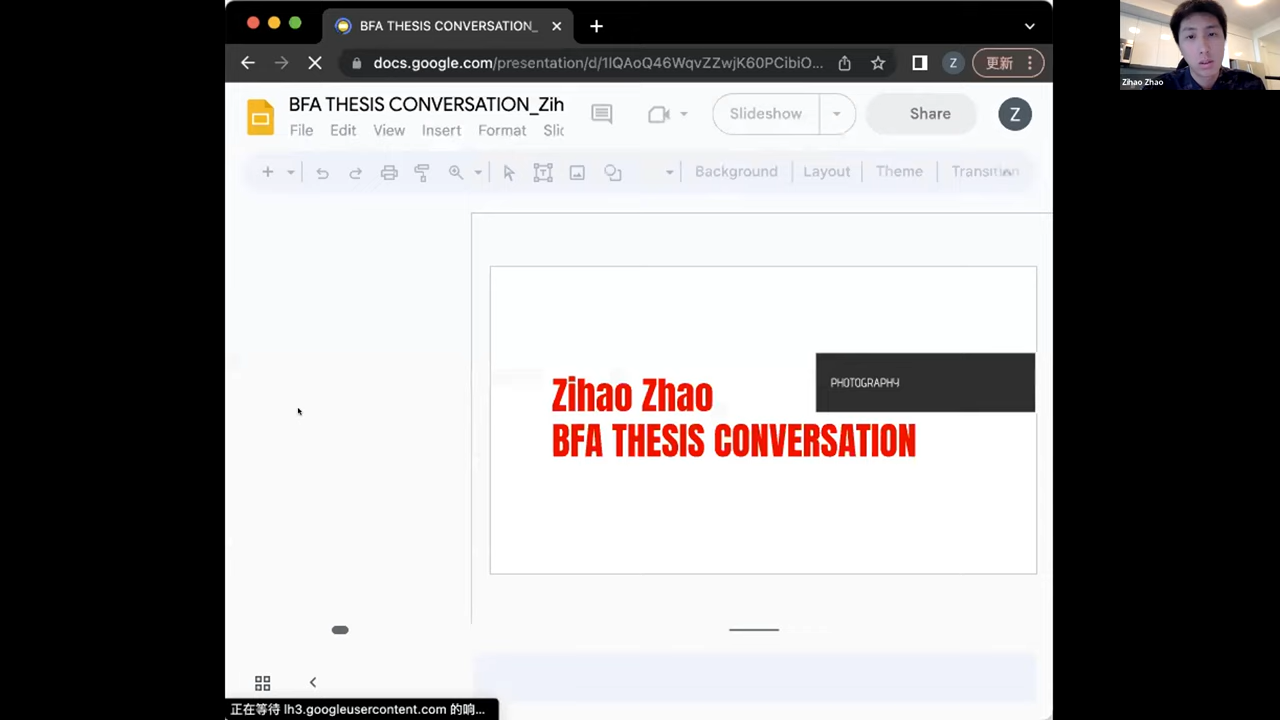 BFA THESIS CONVERSATION_
docs.google.com/presentation/d/1IQAoQ46WqvZZwjK60PCibiO...
Z
更新
BFA THESIS CONVERSATION_Zih
File Edit View Insert Format Slic
Slideshow
Share
Z
Background
Layout
Theme
Transition
PHOTOGRAPHY
Zihao Zhao
BFA THESIS CONVERSATION
正在等待 lh3.googleusercontent.com 的响...
Zihao Zhao